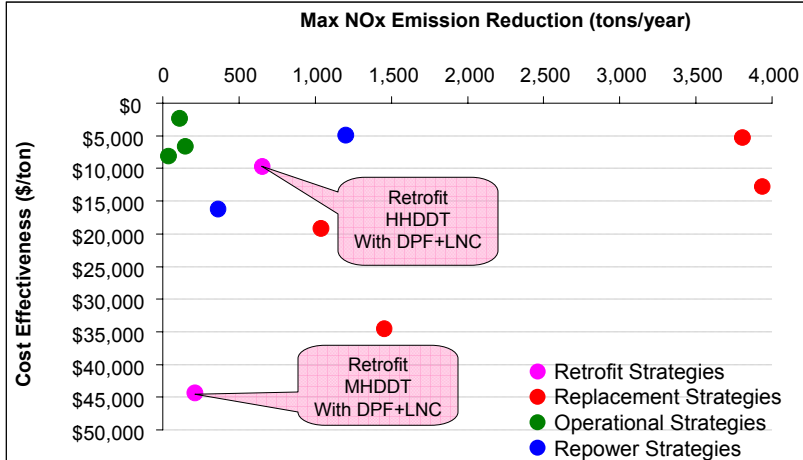 Max NOx Emission Reduction (tons/year)
0 500 1,000 1,500 2,000 2,500 3,000 3,500 4,000
Cost Effectiveness ($/ton)
$0
$5,000
$10,000
$15,000
$20,000
$25,000
$30,000
$35,000
$40,000
$45,000
$50,000
Retrofit
HHDDT
With DPF+LNC
Retrofit
MHDDT
With DPF+LNC
Retrofit Strategies
Replacement Strategies
Operational Strategies
Repower Strategies